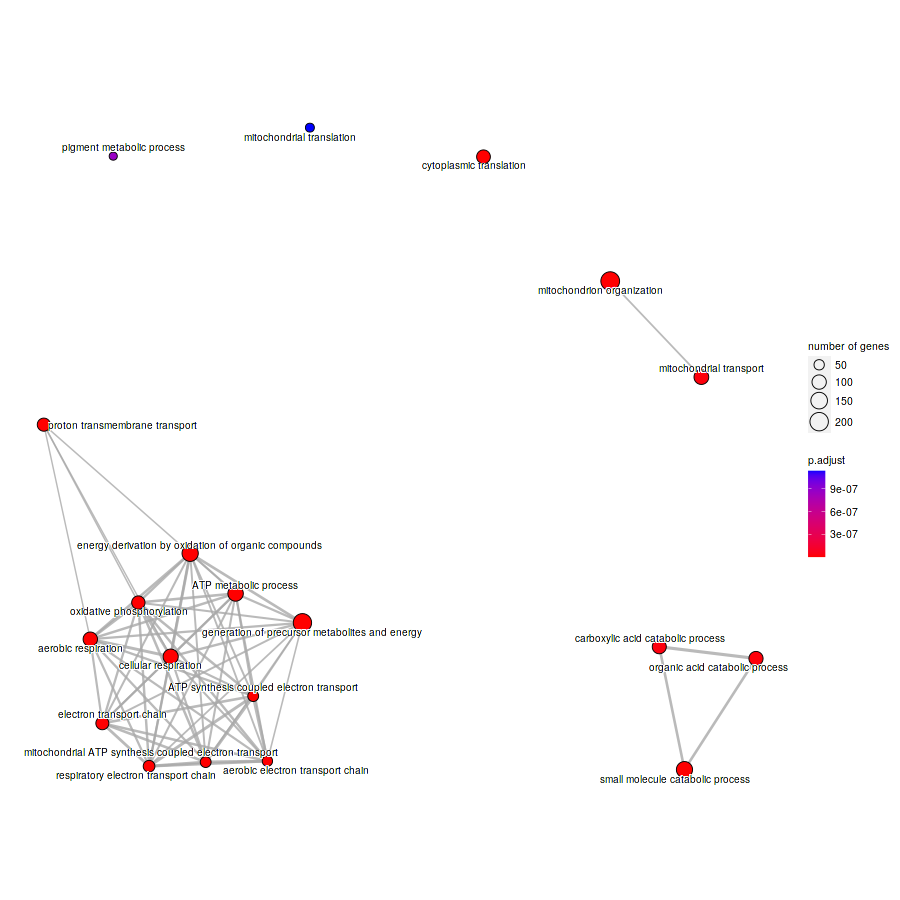 mitochondrial translation
pigment metabolic process
cytoplasmic translation
mitochondrion organization
number of genes
50
mitochondrial transport
100
150
200
proton transmembrane transport
p.adjust
9e-07
6e-07
3e-07
energy derivation by oxidation of organic compounds
ATP metabolic process
oxidative phosphorylation
generation of precursor metabolites and energy
carboxylic acid catabolic process
aerobic respiration
cellular respiration
organic acid catabolic process
ATP synthesis coupled electron transport
electron transport chain
mitochondrial ATP synthesis coupled electron transport
aerobic electron transport chain
respiratory electron transport chain
small molecule catabolic process